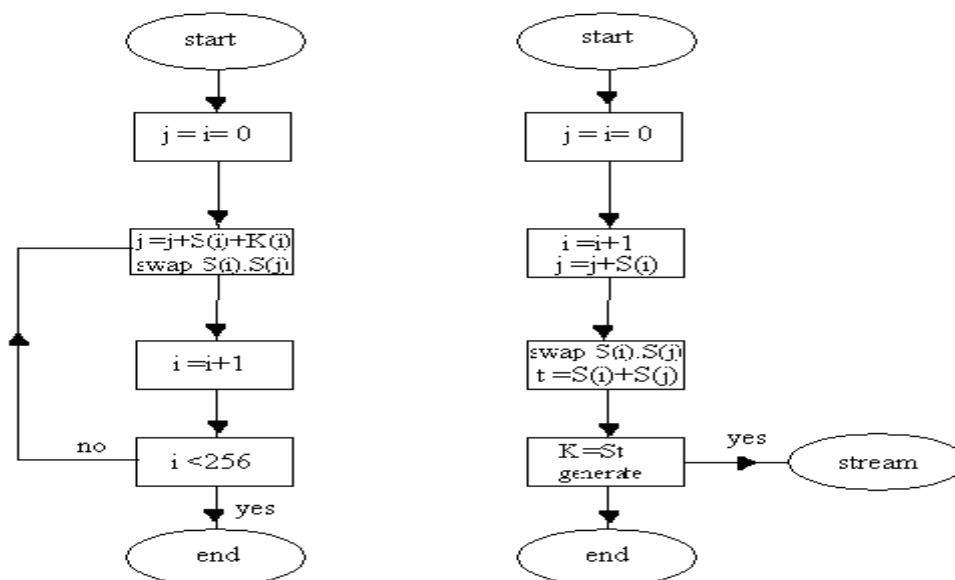 start
j = i= 0
j =j+S(i)+K(i)
swap S(i).S(j)
i =i+1
no
i <256
yes
end
start
j = i= 0
i =i+1
j =j+S(i)
swap S(i).S(j)
t =S(i)+S(j)
K =St
generate
yes
stream
end